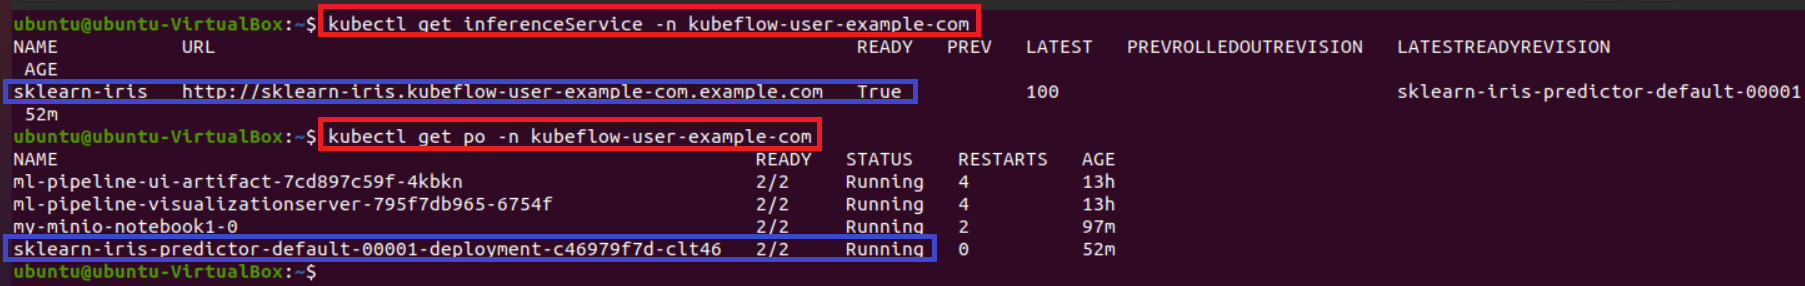 ubuntu@ubuntu-VirtualBox:~$ kubectl get inferenceService -n kubeflow-user-example-com
NAME URL READY PREV LATEST PREVROLLEDOUTREVISION LATESTREADYREVISION
AGE
sklearn-iris http://sklearn-iris.kubeflow-user-example-com.example.com True 100 sklearn-iris-predictor-default-00001
52m
ubuntu@ubuntu-VirtualBox:~$ kubectl get po -n kubeflow-user-example-com
NAME READY STATUS RESTARTS AGE
ml-pipeline-ui-artifact-7cd897c59f-4kbkn 2/2 Running 4 13h
ml-pipeline-visualizationserver-795f7db965-6754f 2/2 Running 4 13h
my-minio-notebook1-0 2/2 Running 2 97m
sklearn-iris-predictor-default-00001-deployment-c46979f7d-clt46 2/2 Running 0 52m
ubuntu@ubuntu-VirtualBox:~$